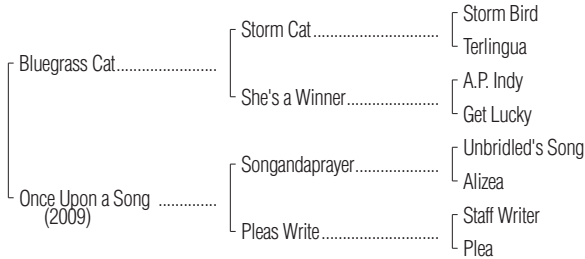 Storm Bird
Storm Cat
Terlingua
Bluegrass Cat
A.P. Indy
She's a Winner
Get Lucky
Unbridled's Song
Songandaprayer
Alizea
Once Upon a Song
(2009)
Staff Writer
Pleas Write
Plea